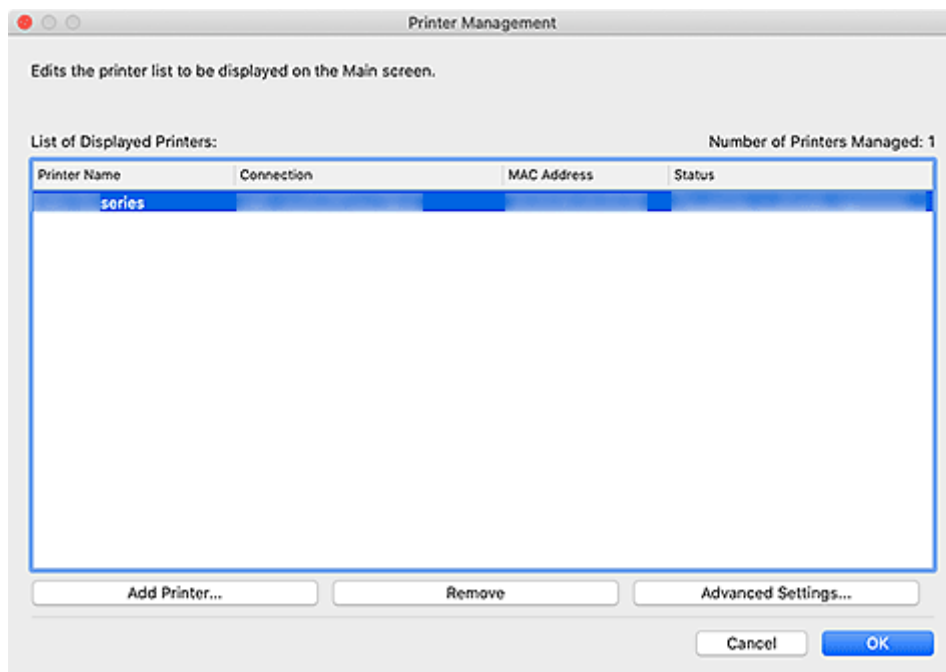 Printer Management
Edits the printer list to be displayed on the Main screen.
List of Displayed Printers: Number of Printers Managed: 1
Printer Name Connection MAC Address Status
series
Add Printer... Remove Advanced Settings...
Cancel OK